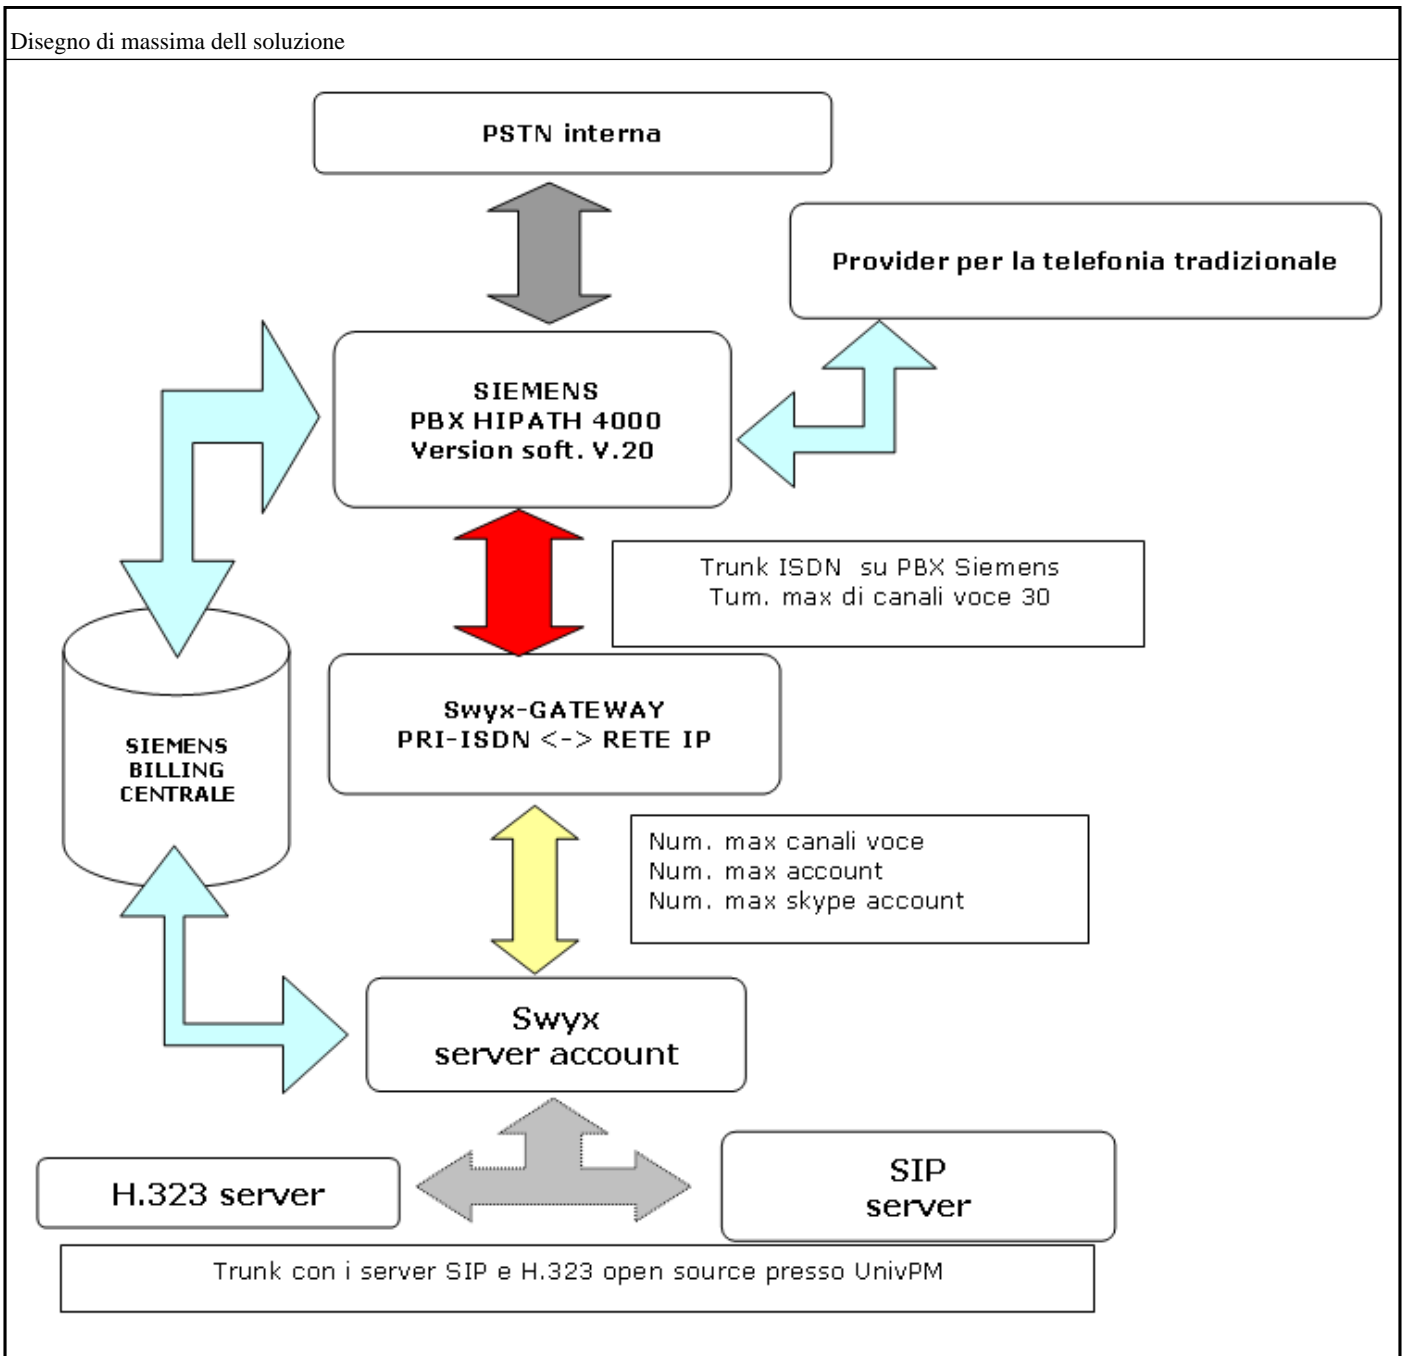 Disegno di massima dell soluzione
PSTN interna
Provider per la telefonia tradizionale
SIEMENS
PBX HIPATH 4000
Version soft. V.20
Trunk ISDN su PBX Siemens
Tum. max di canali voce 30
Swyx-GATEWAY
PRI-ISDN <-> RETE IP
SIEMENS
BILLING
CENTRALE
Num. max canali voce
Num. max account
Num. max skype account
Swyx
server account
H.323 server
SIP
server
Trunk con i server SIP e H.323 open source presso UnivPM